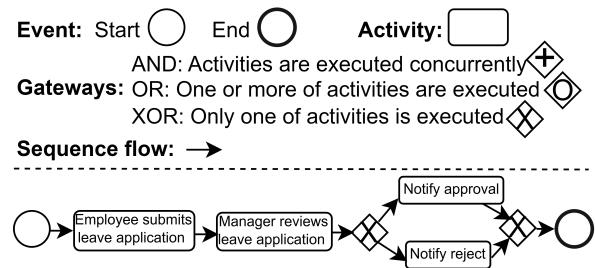 Event: Start End Activity:
AND: Activities are executed concurrently
Gateways: OR: One or more of activities are executed
XOR: Only one of activities is executed
Sequence flow:
Employee submits
leave application
Manager reviews
leave application
Notify approval
Notify reject